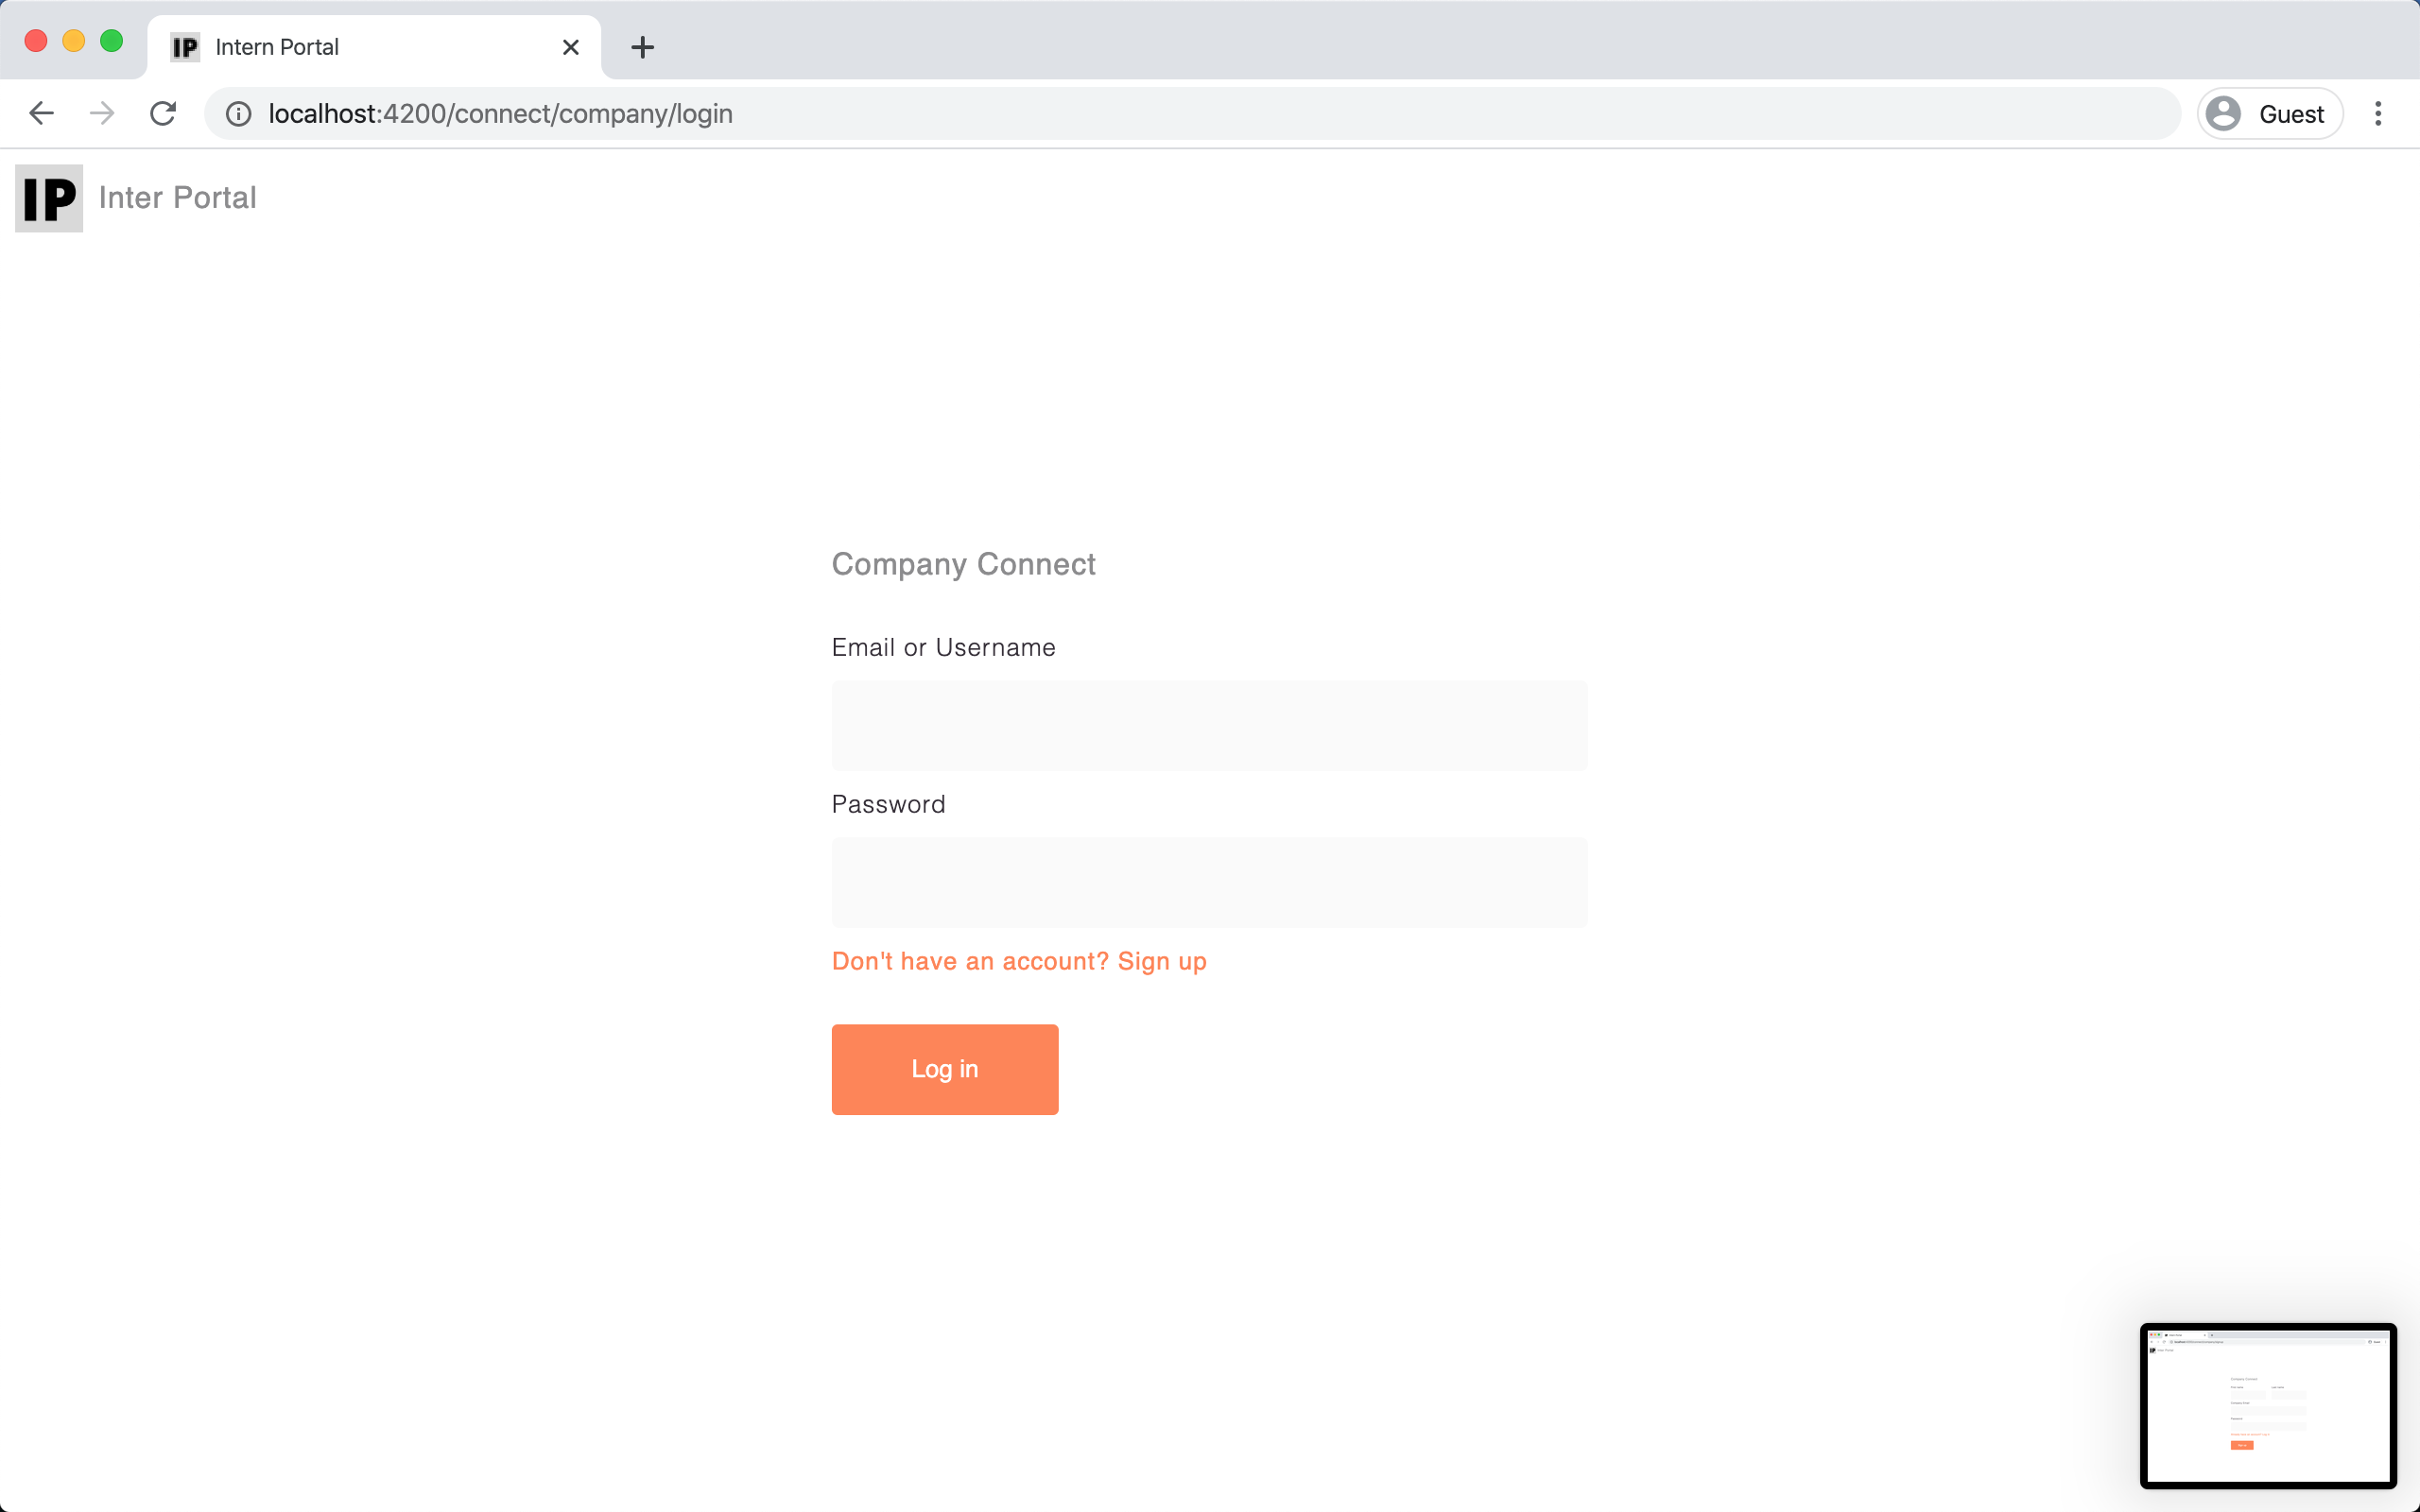 IP Intern Portal
localhost:4200/connect/company/login
Guest
IP Inter Portal
Company Connect
Email or Username
Password
Don't have an account? Sign up
Log in